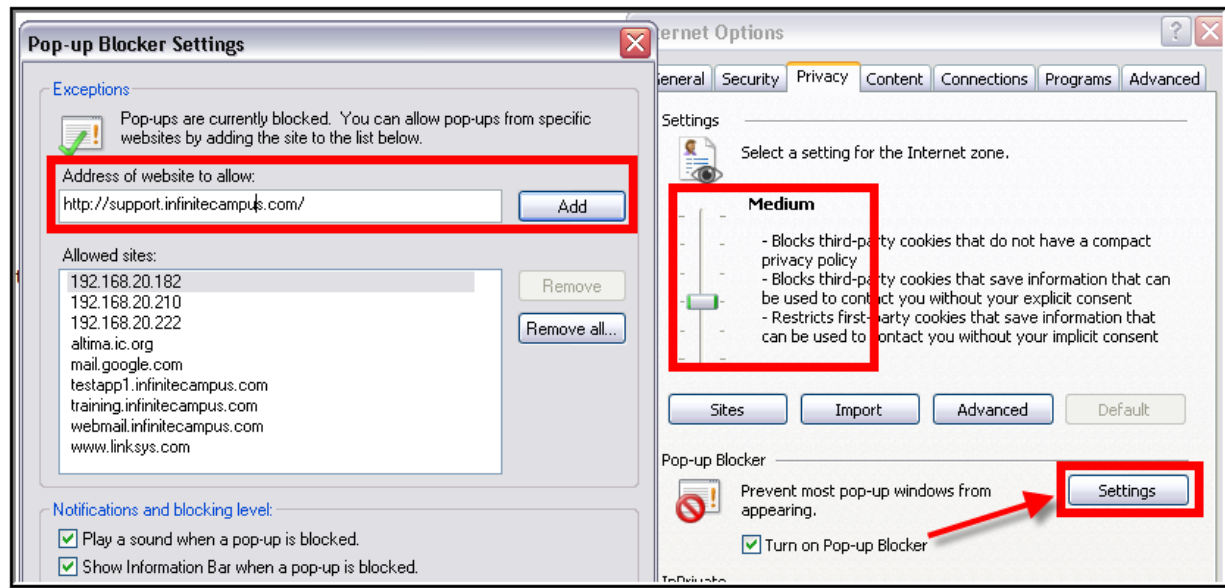 Pop-up Blocker Settings
Exceptions
Pop-ups are currently blocked. You can allow pop-ups from specific
websites by adding the site to the list below.
Address of website to allow:
http://support.infinitecampus.com/
Add
Allowed sites:
192.168.20.182
192.168.20.210
192.168.20.222
altima.ic.org
mail.google.com
testapp1.infinitecampus.com
training.infinitecampus.com
webmail.infinitecampus.com
www.linksys.com
Remove
Remove all...
Notifications and blocking level:
Play a sound when a pop-up is blocked.
Show Information Bar when a pop-up is blocked.
ternet Options
eneral Security Privacy Content Connections Programs Advanced
Settings
Select a setting for the Internet zone.
Medium
- Blocks third-party cookies that do not have a compact
privacy policy
- Blocks third-party cookies that save information that can
be used to contact you without your explicit consent
- Restricts first-party cookies that save information that
can be used to contact you without your implicit consent
Sites Import Advanced Default
Pop-up Blocker
Prevent most pop-up windows from
appearing.
Settings
Turn on Pop-up Blocker
InPrivate